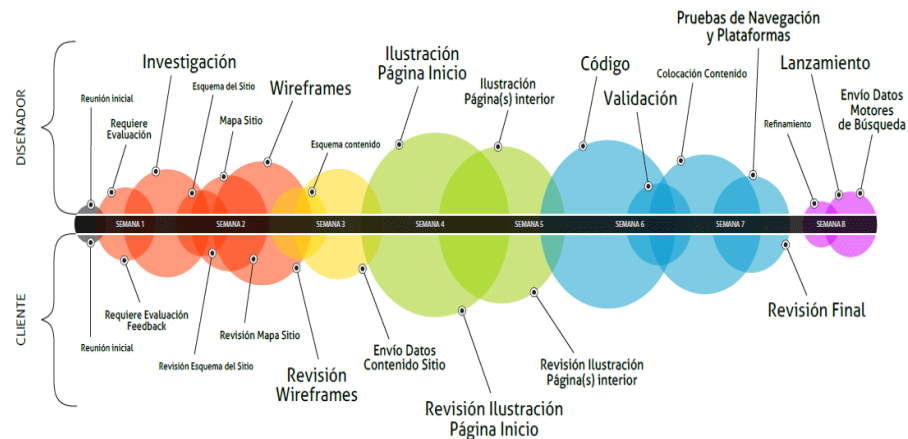 DISEÑADOR
Reunión inicial
Requiere
Evaluación
Investigación
Esquema del Sitio
Mapa Sitio
Wireframes
Esquema contenido
Ilustración
Página Inicio
Ilustración
Página(s) interior
Código
Validación
Colocación Contenido
Pruebas de Navegación
y Plataformas
Refinamiento
Lanzamiento
Envío Datos
Motores
de Búsqueda
SEMANA 1
SEMANA 2
SEMANA 3
SEMANA 4
SEMANA 5
SEMANA 6
SEMANA 7
SEMANA 8
CLIENTE
Reunión inicial
Requiere Evaluación
Feedback
Revisión Esquema del Sitio
Revisión Mapa Sitio
Revisión
Wireframes
Envío Datos
Contenido Sitio
Revisión Ilustración
Página Inicio
Revisión Ilustración
Página(s) interior
Revisión Final